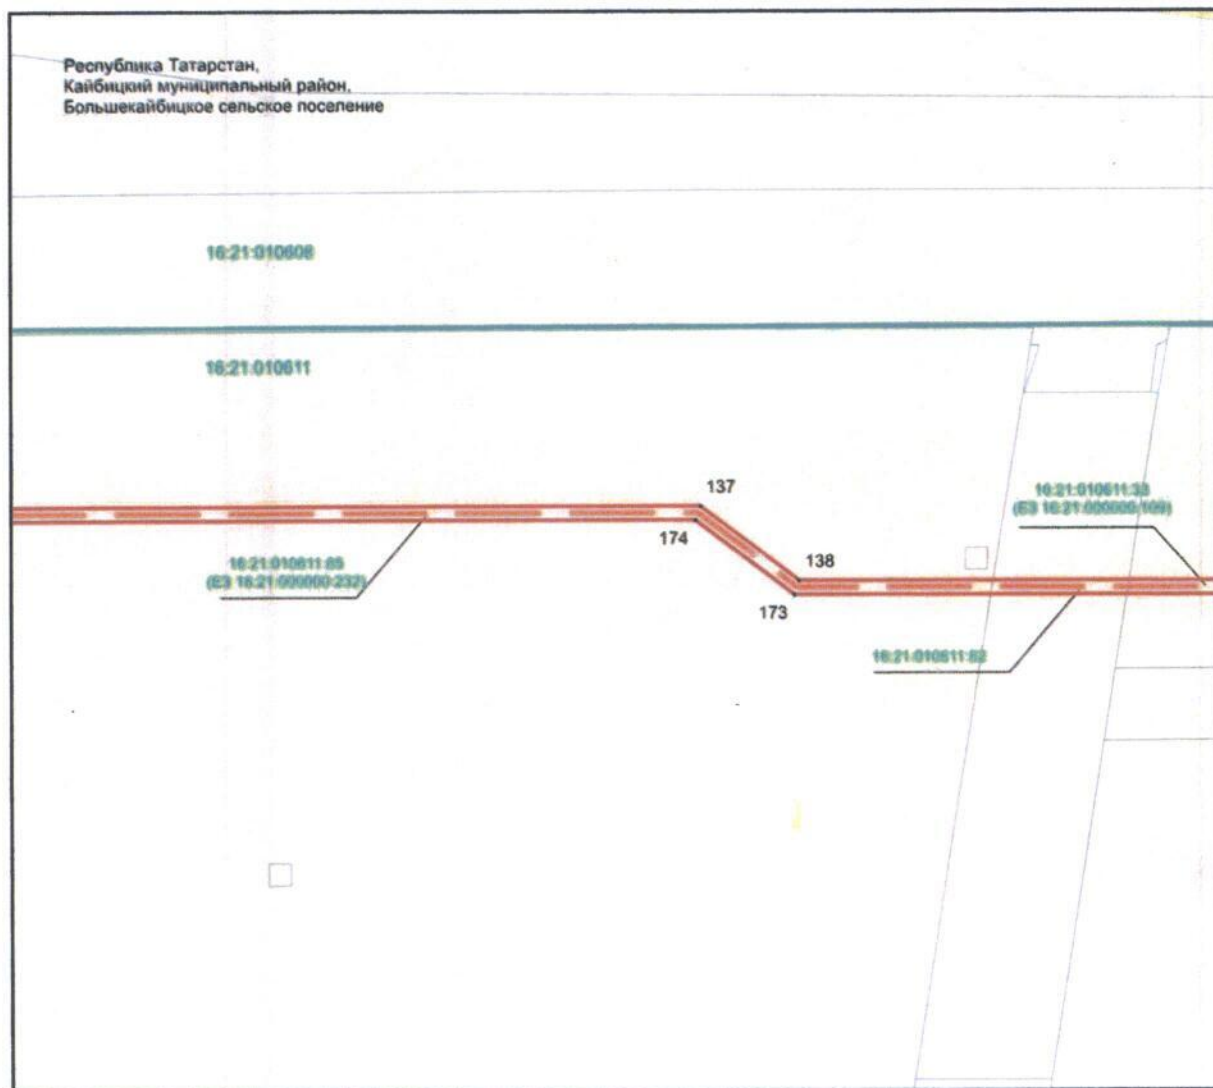 Республика Татарстан,
Кайбицкий муниципальный район,
Большекайбицкое сельское поселение
16:21:010608
16:21:010611
137
16:21:010611:33
(ЕЗ 16:21:000000:109)
174
138
16:21:010611:85
(ЕЗ 16:21:000000:232)
173
16:21:010611:82